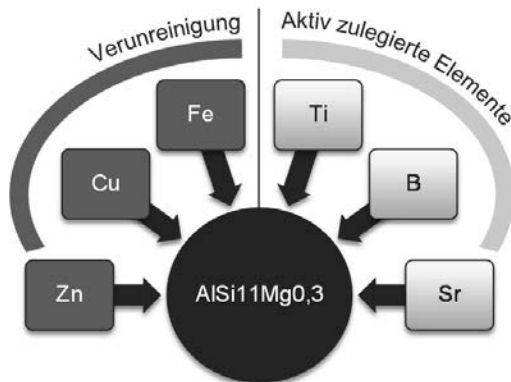 Verunreinigung
Aktiv zulegierte Elemente
Fe
Ti
Cu
B
Zn
AlSi11Mg0,3
Sr